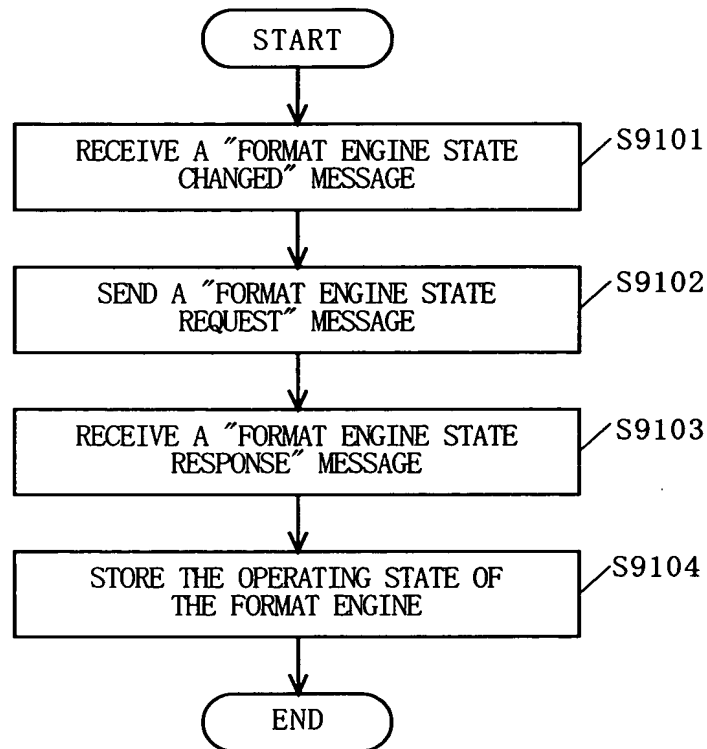 START
RECEIVE A "FORMAT ENGINE STATE
CHANGED" MESSAGE
S9101
SEND A "FORMAT ENGINE STATE
REQUEST" MESSAGE
S9102
RECEIVE A "FORMAT ENGINE STATE
RESPONSE" MESSAGE
S9103
STORE THE OPERATING STATE OF
THE FORMAT ENGINE
S9104
END